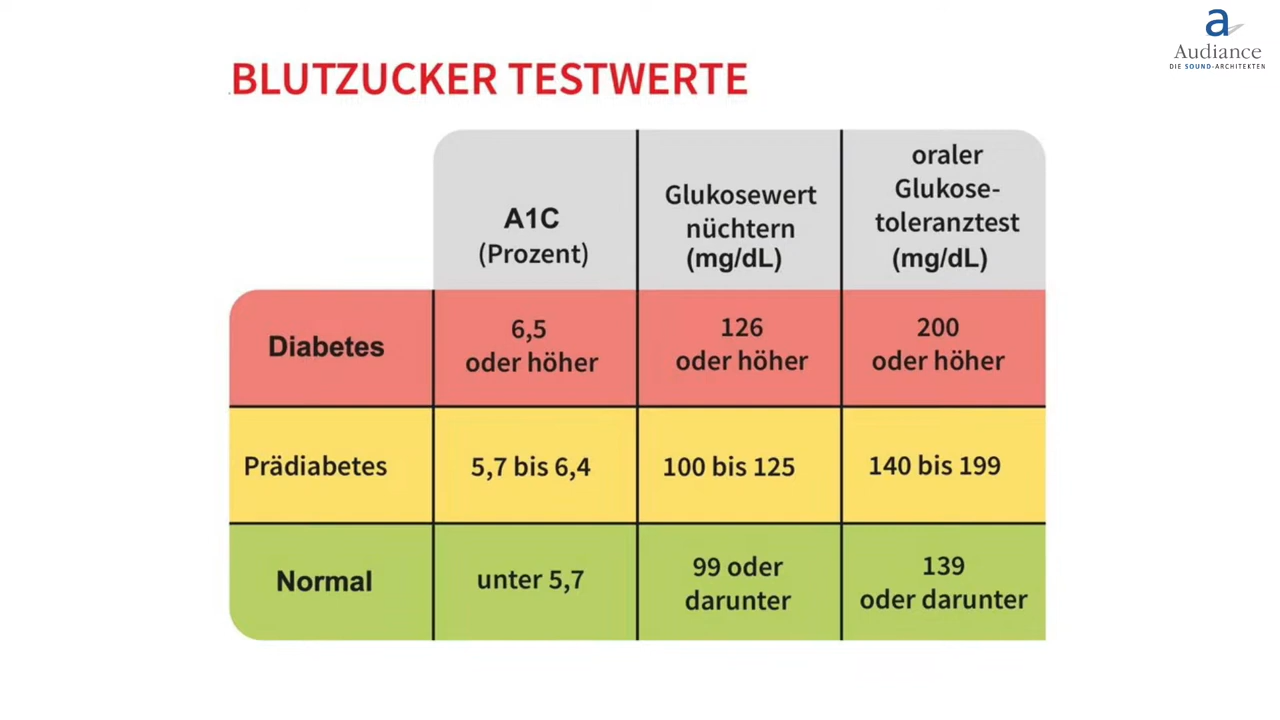 a
Audiance
DIE SOUND-ARCHITEKTEN
BLUTZUCKER TESTWERTE
A1C
(Prozent)
Glukosewert
nüchtern
(mg/dL)
oraler
Glukose-
toleranztest
(mg/dL)
Diabetes
6,5
oder höher
126
oder höher
200
oder höher
Prädiabetes
5,7 bis 6,4
100 bis 125
140 bis 199
Normal
unter 5,7
99 oder
darunter
139
oder darunter